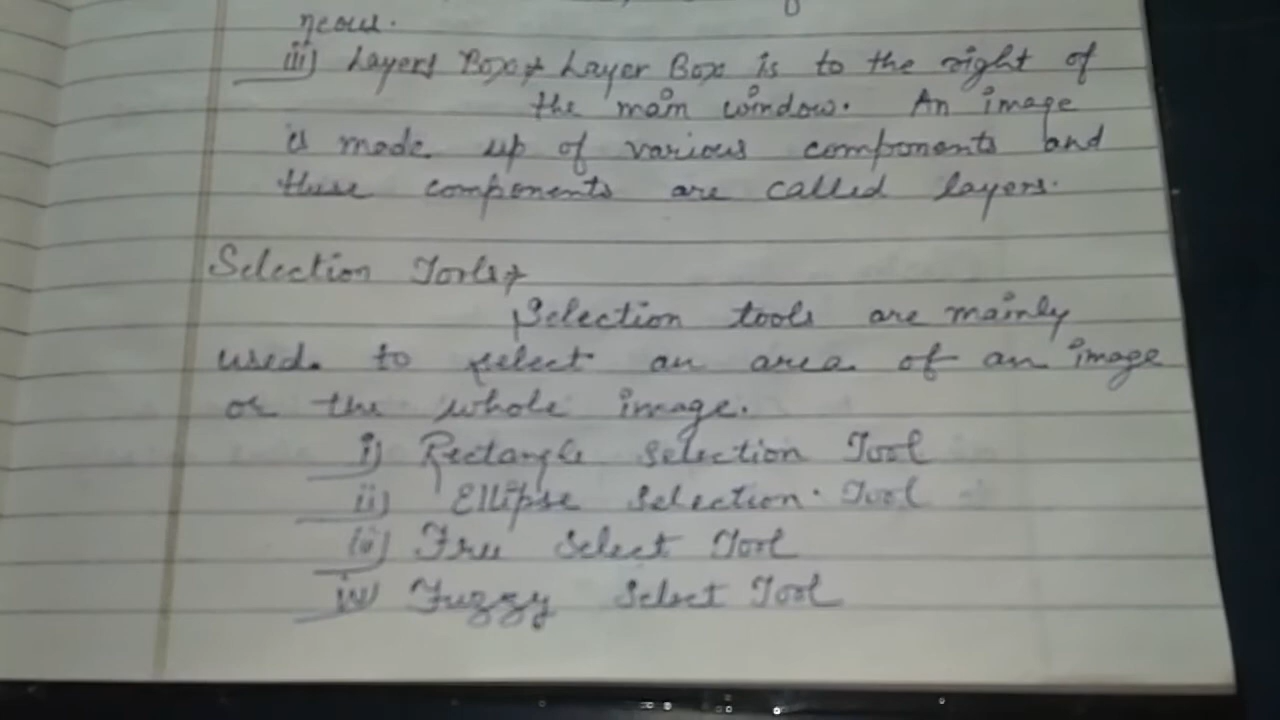 neous.
iii) Layers Box→ Layer Box is to the right of
the main window. An image
is made up of various components and
these components are called layers.
Selection Tools→
Selection tools are mainly
used to select an area of an image
or the whole image.
i) Rectangle Selection Tool
ii) Ellipse Selection Tool
iii) Free Select Tool
iv) Fuzzy Select Tool